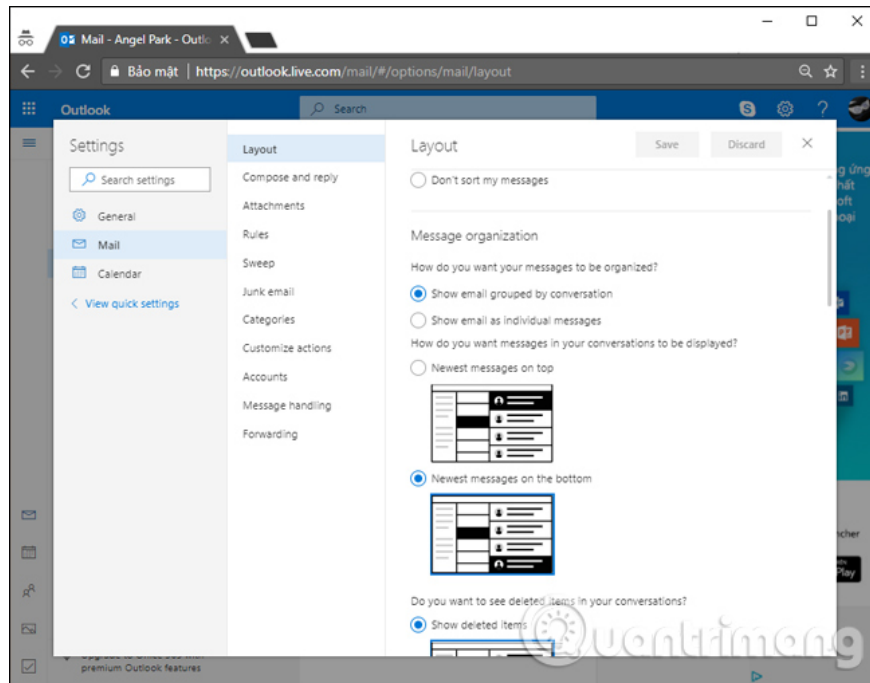 Mail - Angel Park - Outlo
Bảo mật | https://outlook.live.com/mail/#/options/mail/layout
Outlook
Search
Settings
Search settings
General
Mail
Calendar
View quick settings
Layout
Compose and reply
Attachments
Rules
Sweep
Junk email
Categories
Customize actions
Accounts
Message handling
Forwarding
Layout
Save
Discard
Don't sort my messages
Message organization
How do you want your messages to be organized?
Show email grouped by conversation
Show email as individual messages
How do you want messages in your conversations to be displayed?
Newest messages on top
Newest messages on the bottom
Do you want to see deleted items in your conversations?
Show deleted items
premium Outlook features
Quantrimang